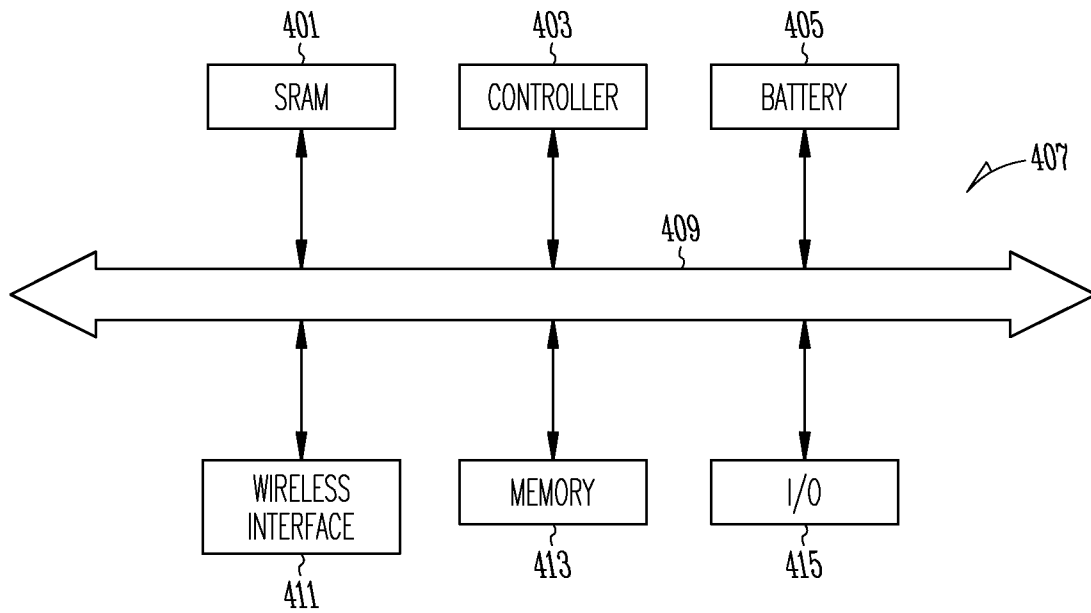 401
403
405
SRAM
CONTROLLER
BATTERY
407
409
WIRELESS
INTERFACE
MEMORY
I/O
411
413
415